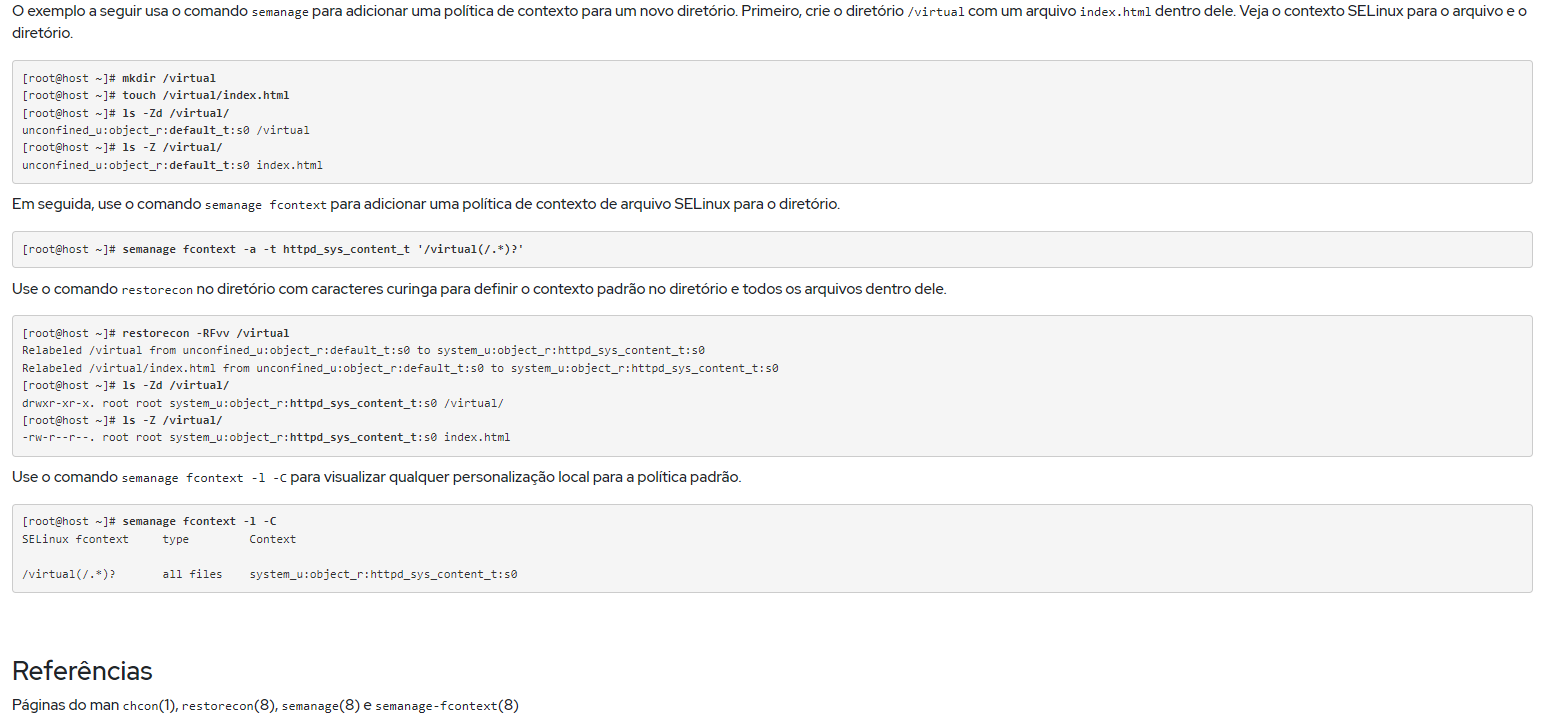 O exemplo a seguir usa o comando semanage para adicionar uma política de contexto para um novo diretório. Primeiro, crie o diretório /virtual com um arquivo index.html dentro dele. Veja o contexto SELinux para o arquivo e o
diretório.
[root@host ~]# mkdir /virtual
[root@host ~]# touch /virtual/index.html
[root@host ~]# ls -Zd /virtual/
unconfined_u:object_r:default_t:s0 /virtual
[root@host ~]# ls -Z /virtual/
unconfined_u:object_r:default_t:s0 index.html
Em seguida, use o comando semanage fcontext para adicionar uma política de contexto de arquivo SELinux para o diretório.
[root@host ~]# semanage fcontext -a -t httpd_sys_content_t '/virtual(/.*)?'
Use o comando restorecon no diretório com caracteres curinga para definir o contexto padrão no diretório e todos os arquivos dentro dele.
[root@host ~]# restorecon -RFvv /virtual
Relabeled /virtual from unconfined_u:object_r:default_t:s0 to system_u:object_r:httpd_sys_content_t:s0
Relabeled /virtual/index.html from unconfined_u:object_r:default_t:s0 to system_u:object_r:httpd_sys_content_t:s0
[root@host ~]# ls -Zd /virtual/
drwxr-xr-x. root root system_u:object_r:httpd_sys_content_t:s0 /virtual/
[root@host ~]# ls -Z /virtual/
-rw-r--r--. root root system_u:object_r:httpd_sys_content_t:s0 index.html
Use o comando semanage fcontext -l -C para visualizar qualquer personalização local para a política padrão.
[root@host ~]# semanage fcontext -l -C
SELinux fcontext     type         Context
/virtual(/.*)?       all files    system_u:object_r:httpd_sys_content_t:s0
Referências
Páginas do man chcon(1), restorecon(8), semanage(8) e semanage-fcontext(8)